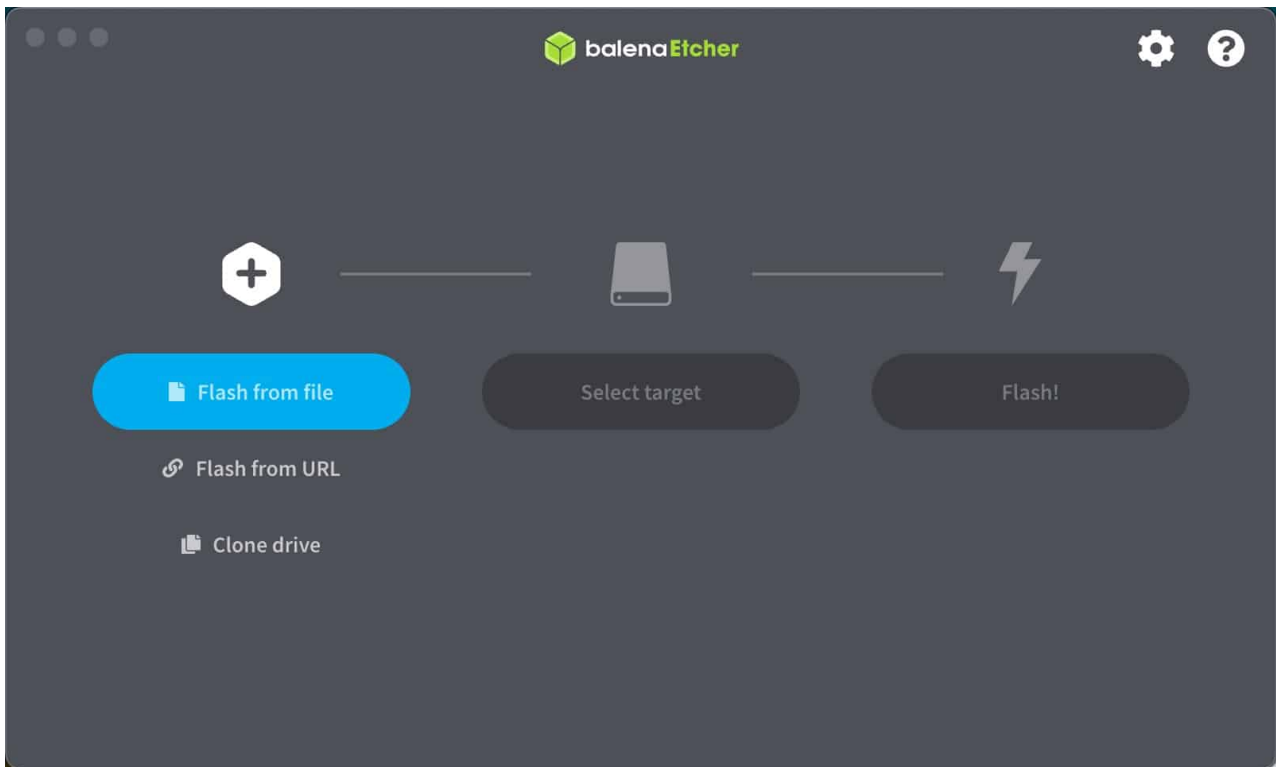 balenaEtcher
Flash from file
Select target
Flash!
Flash from URL
Clone drive